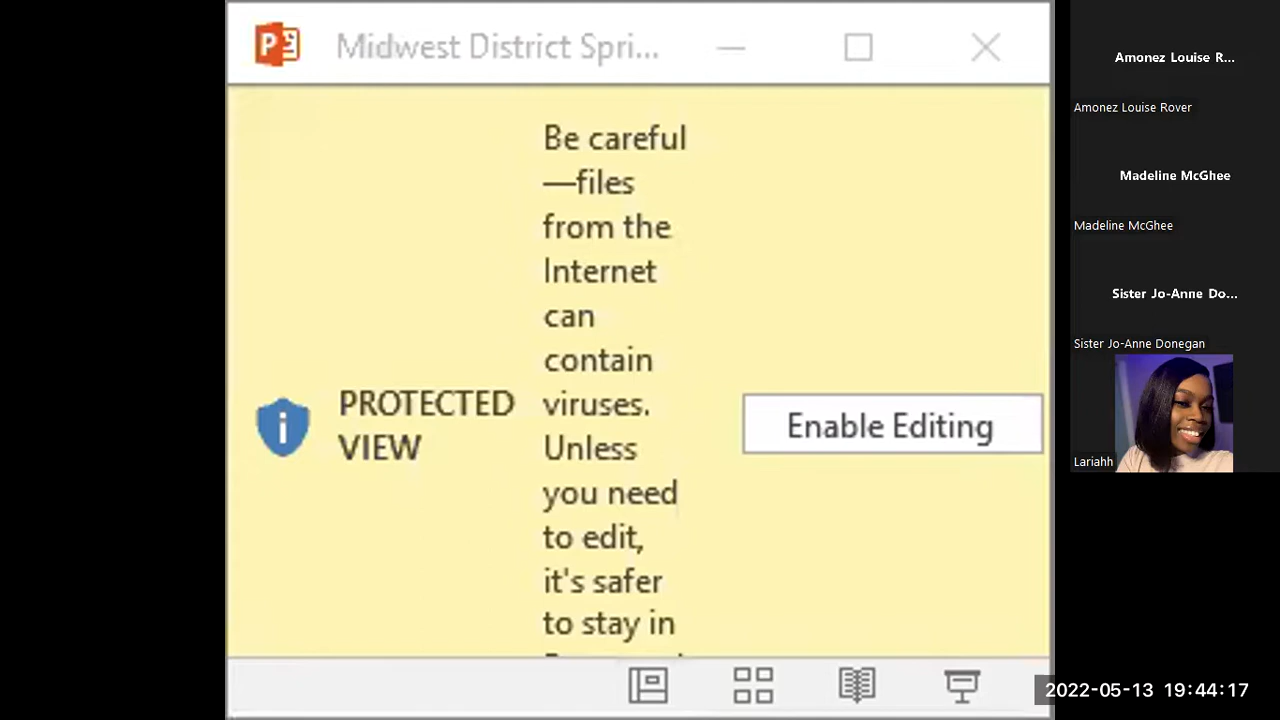 Midwest District Spri...
Be careful
—files
from the
Internet
can
contain
viruses.
Unless
you need
to edit,
it's safer
to stay in
PROTECTED
VIEW
Enable Editing
Amonez Louise R...
Amonez Louise Rover
Madeline McGhee
Madeline McGhee
Sister Jo-Anne Do...
Sister Jo-Anne Donegan
Lariahh
2022-05-13 19:44:17